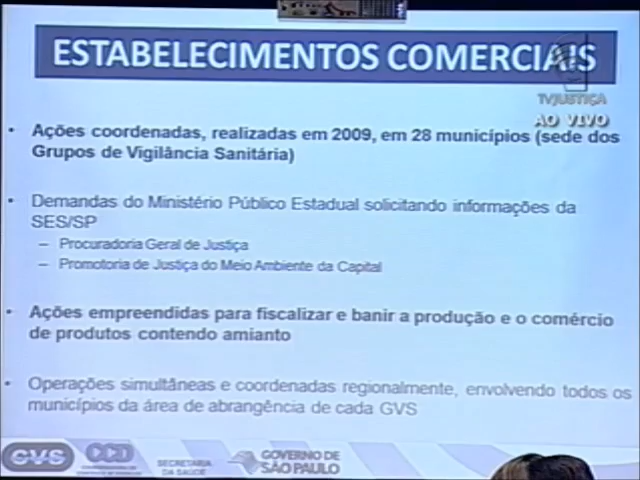 ESTABELECIMENTOS COMERCIAIS
TV JUSTIÇA
AO VIVO
• Ações coordenadas, realizadas em 2009, em 28 municípios (sede dos
Grupos de Vigilância Sanitária)
• Demandas do Ministério Público Estadual solicitando informações da
SES/SP
– Procuradoria Geral de Justiça
– Promotoria de Justiça do Meio Ambiente da Capital
• Ações empreendidas para fiscalizar e banir a produção e o comércio
de produtos contendo amianto
• Operações simultâneas e coordenadas regionalmente, envolvendo todos os
municípios da área de abrangência de cada GVS
CVS
SECRETARIA
DA SAÚDE
GOVERNO DE
SÃO PAULO